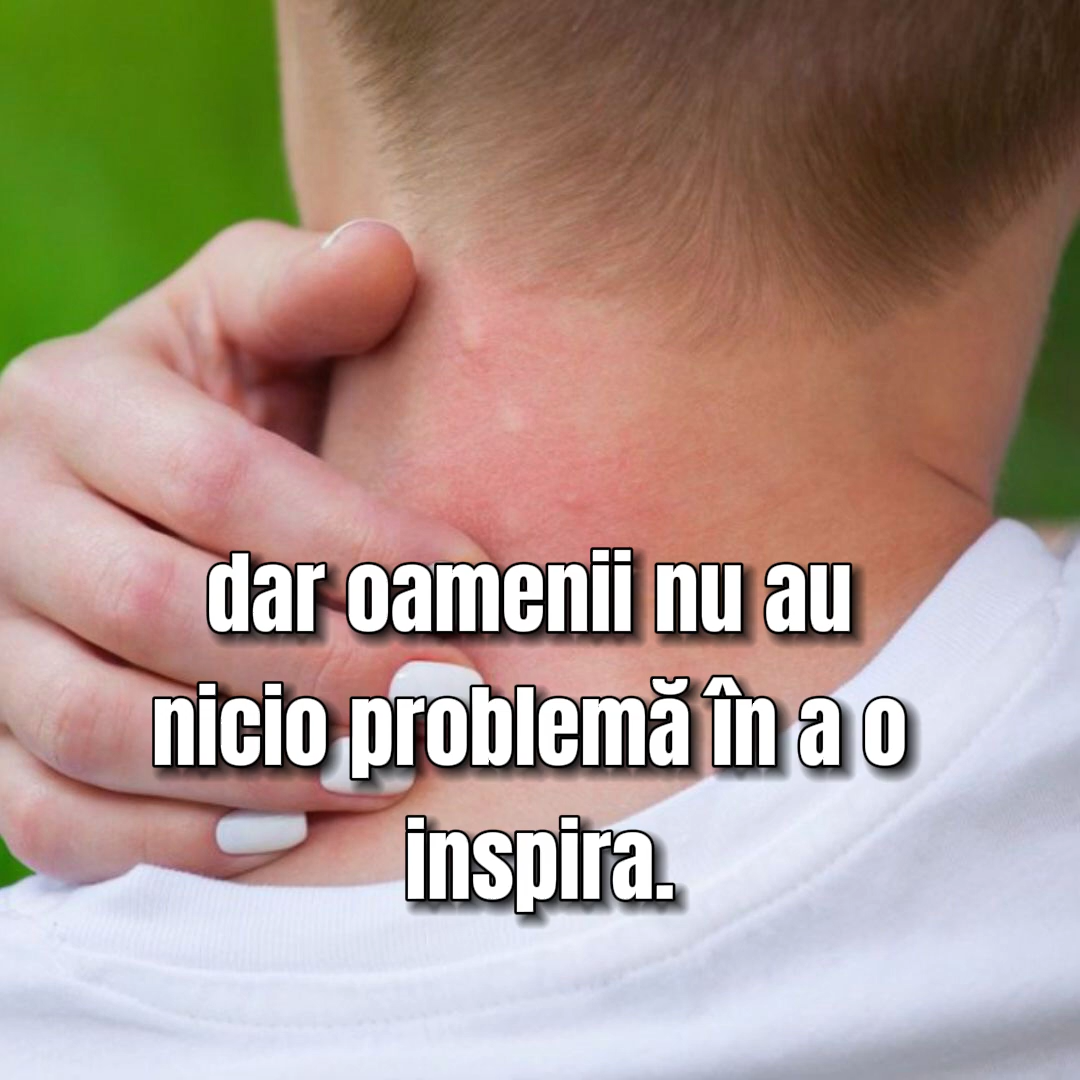 dar oamenii nu au
nicio problemă în a o
inspira.